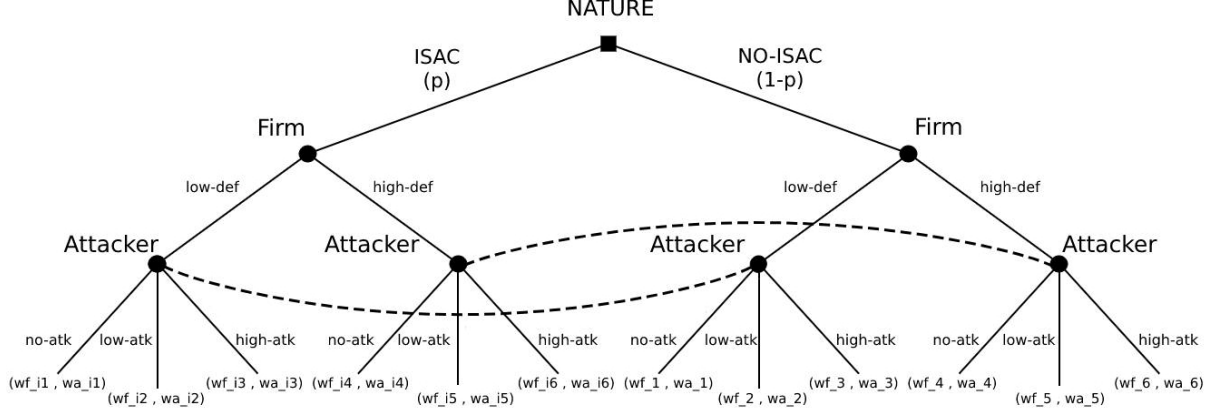 NATURE
ISAC
(p)
NO-ISAC
(1-p)
Firm
Firm
low-def
high-def
low-def
high-def
Attacker
Attacker
Attacker
Attacker
no-atk
low-atk
high-atk
no-atk
low-atk
high-atk
no-atk
low-atk
high-atk
no-atk
low-atk
high-atk
(wf_i1 , wa_i1)
(wf_i2 , wa_i2)
(wf_i3 , wa_i3)
(wf_i4 , wa_i4)
(wf_i5 , wa_i5)
(wf_i6 , wa_i6)
(wf_1 , wa_1)
(wf_2 , wa_2)
(wf_3 , wa_3)
(wf_4 , wa_4)
(wf_5 , wa_5)
(wf_6 , wa_6)